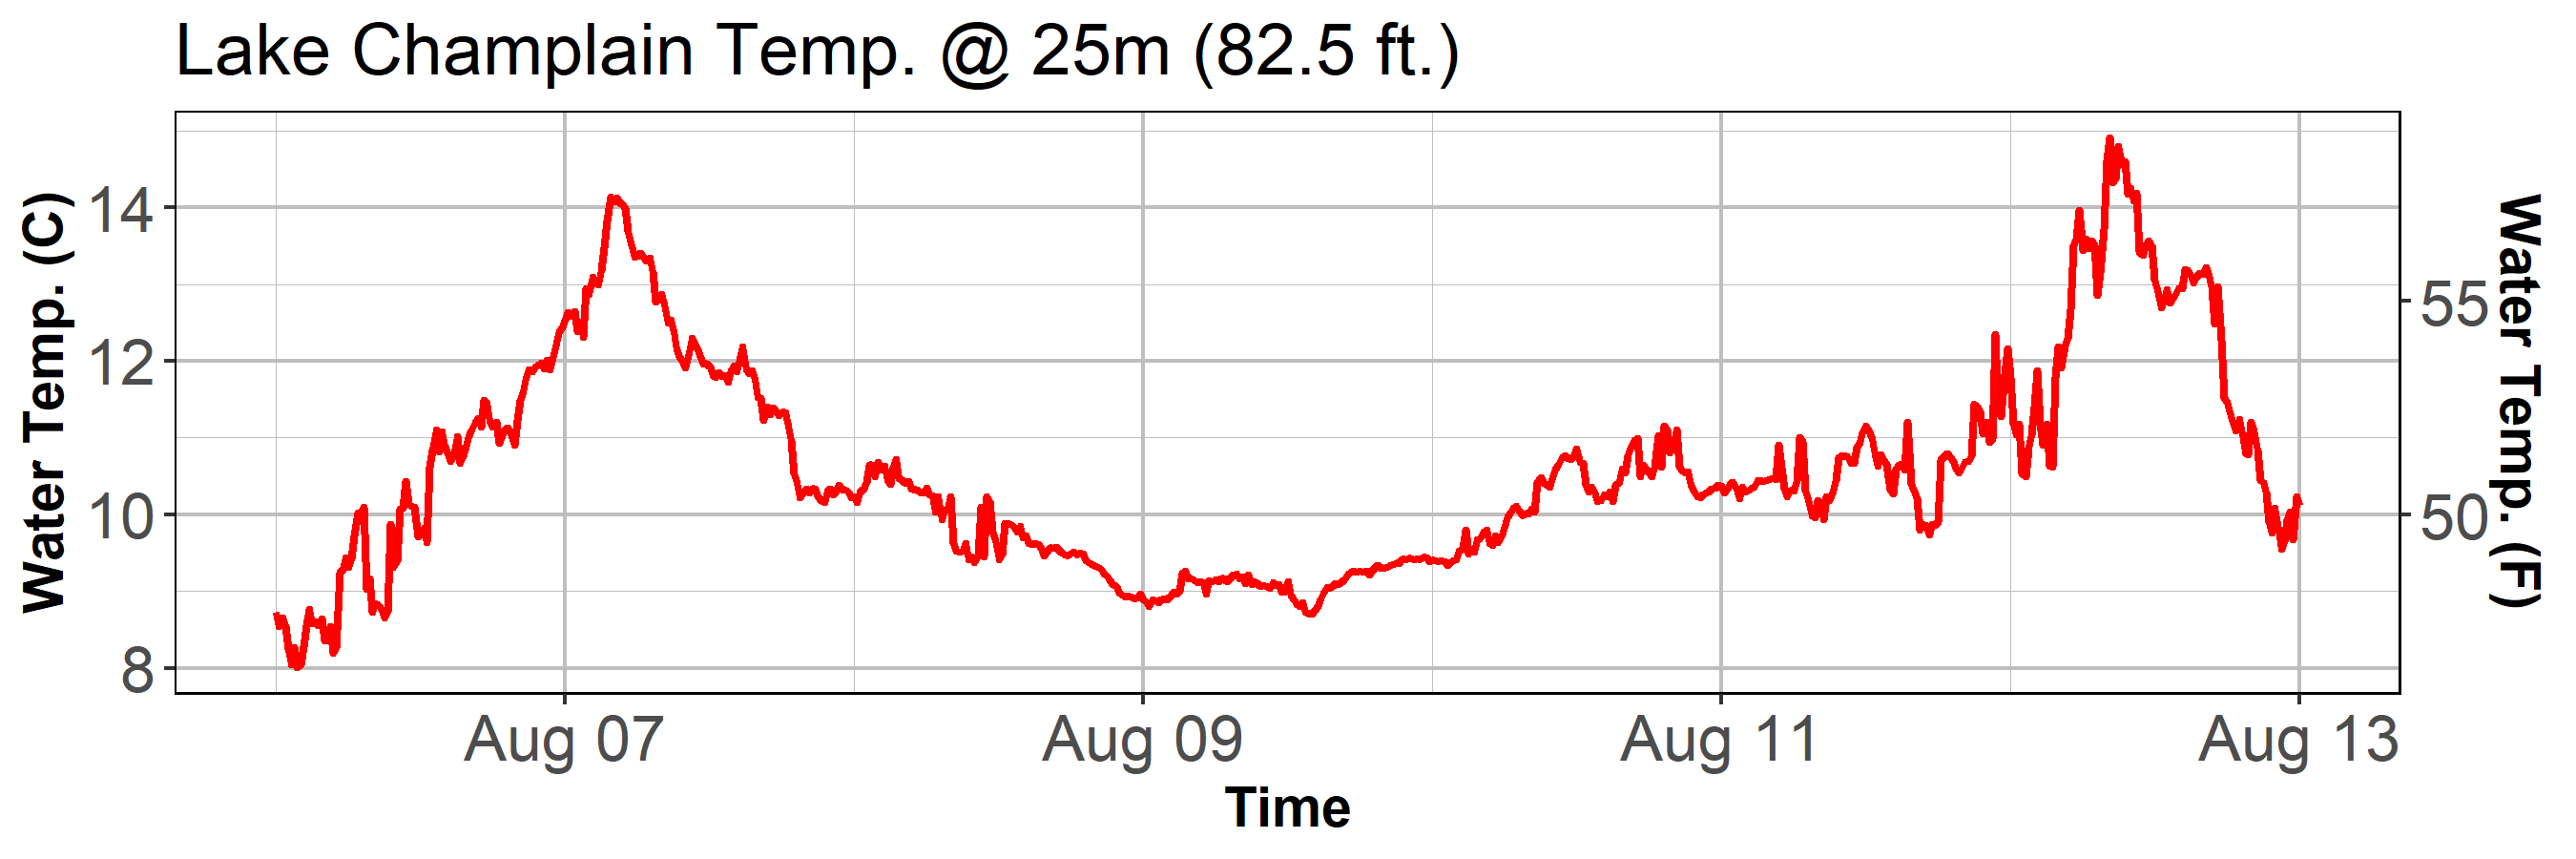 Lake Champlain Temp. @ 25m (82.5 ft.)
Water Temp. (C)
14
12
10
8
55
50
Water Temp. (F)
Aug 07 Aug 09 Aug 11 Aug 13
Time